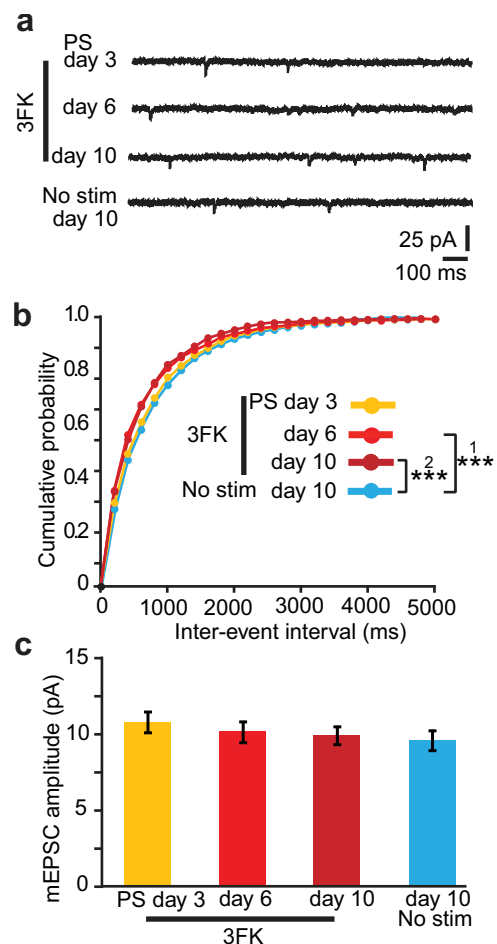 a
PS
day 3
3FK
day 6
day 10
No stim
day 10
25 pA
100 ms
b
Cumulative probability
1.0
0.8
0.6
0.4
0.2
0
3FK
PS day 3
day 6
day 10
No stim day 10
2
***
1
***
0 1000 2000 3000 4000 5000
Inter-event interval (ms)
c
mEPSC amplitude (pA)
15
10
5
0
PS day 3 day 6 day 10 day 10
No stim
3FK